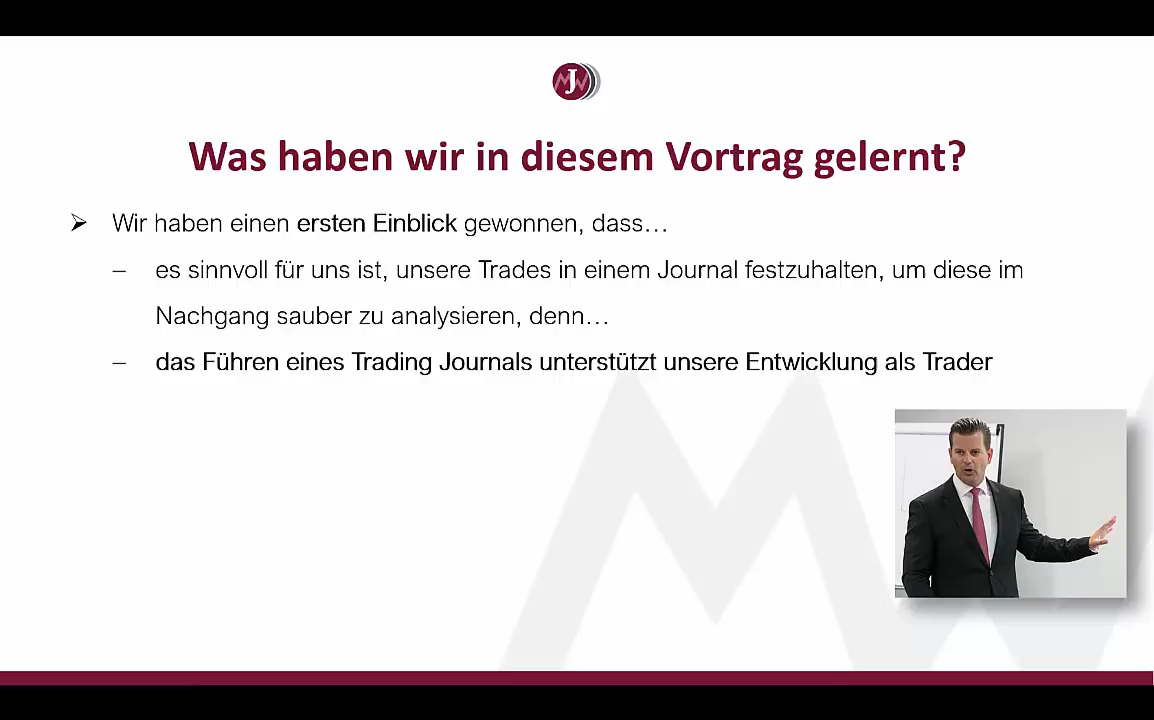 J
Was haben wir in diesem Vortrag gelernt?
➢ Wir haben einen ersten Einblick gewonnen, dass…
– es sinnvoll für uns ist, unsere Trades in einem Journal festzuhalten, um diese im
Nachgang sauber zu analysieren, denn…
– das Führen eines Trading Journals unterstützt unsere Entwicklung als Trader